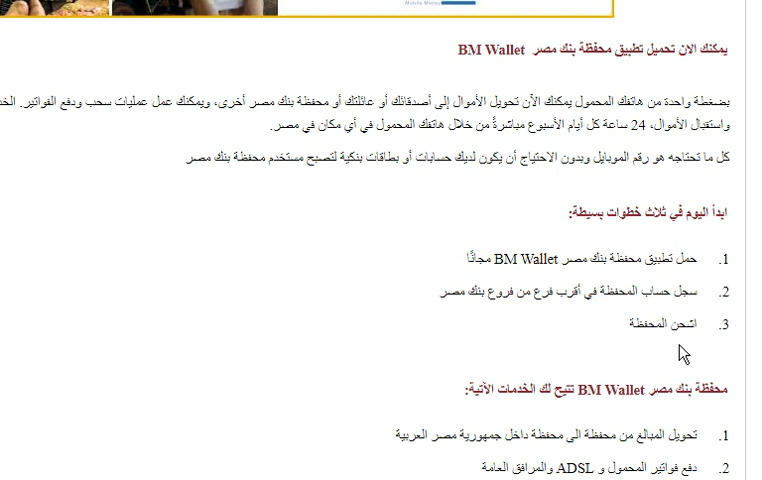 Mobile Money
يمكنك الان تحميل تطبيق محفظة بنك مصر BM Wallet
بضغطة واحدة من هاتفك المحمول يمكنك الآن تحويل الأموال إلى أصدقائك أو عائلتك أو محفظة بنك مصر أخرى، ويمكنك عمل عمليات سحب ودفع الفواتير.
واستقبال الأموال، 24 ساعة كل أيام الأسبوع مباشرةً من خلال هاتفك المحمول في أي مكان في مصر.
كل ما تحتاجه هو رقم الموبايل وبدون الاحتياج أن يكون لديك حسابات أو بطاقات بنكية لتصبح مستخدم محفظة بنك مصر
ابدأ اليوم في ثلاث خطوات بسيطة:
1. حمل تطبيق محفظة بنك مصر BM Wallet مجانًا
2. سجل حساب المحفظة في أقرب فرع من فروع بنك مصر
3. اشحن المحفظة
محفظة بنك مصر BM Wallet تتيح لك الخدمات الآتية:
1. تحويل المبالغ من محفظة الى محفظة داخل جمهورية مصر العربية
2. دفع فواتير المحمول و ADSL والمرافق العامة